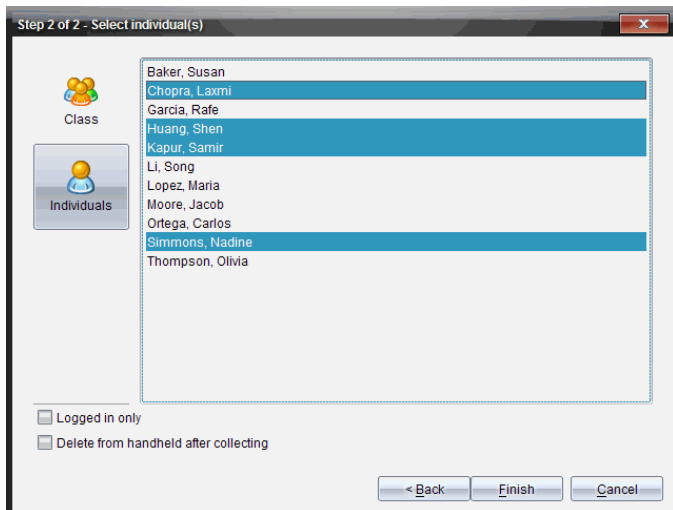 Step 2 of 2 - Select individual(s)
Class
Individuals
Baker, Susan
Chopra, Laxmi
Garcia, Rafe
Huang, Shen
Kapur, Samir
Li, Song
Lopez, Maria
Moore, Jacob
Ortega, Carlos
Simmons, Nadine
Thompson, Olivia
Logged in only
Delete from handheld after collecting
< Back Finish Cancel